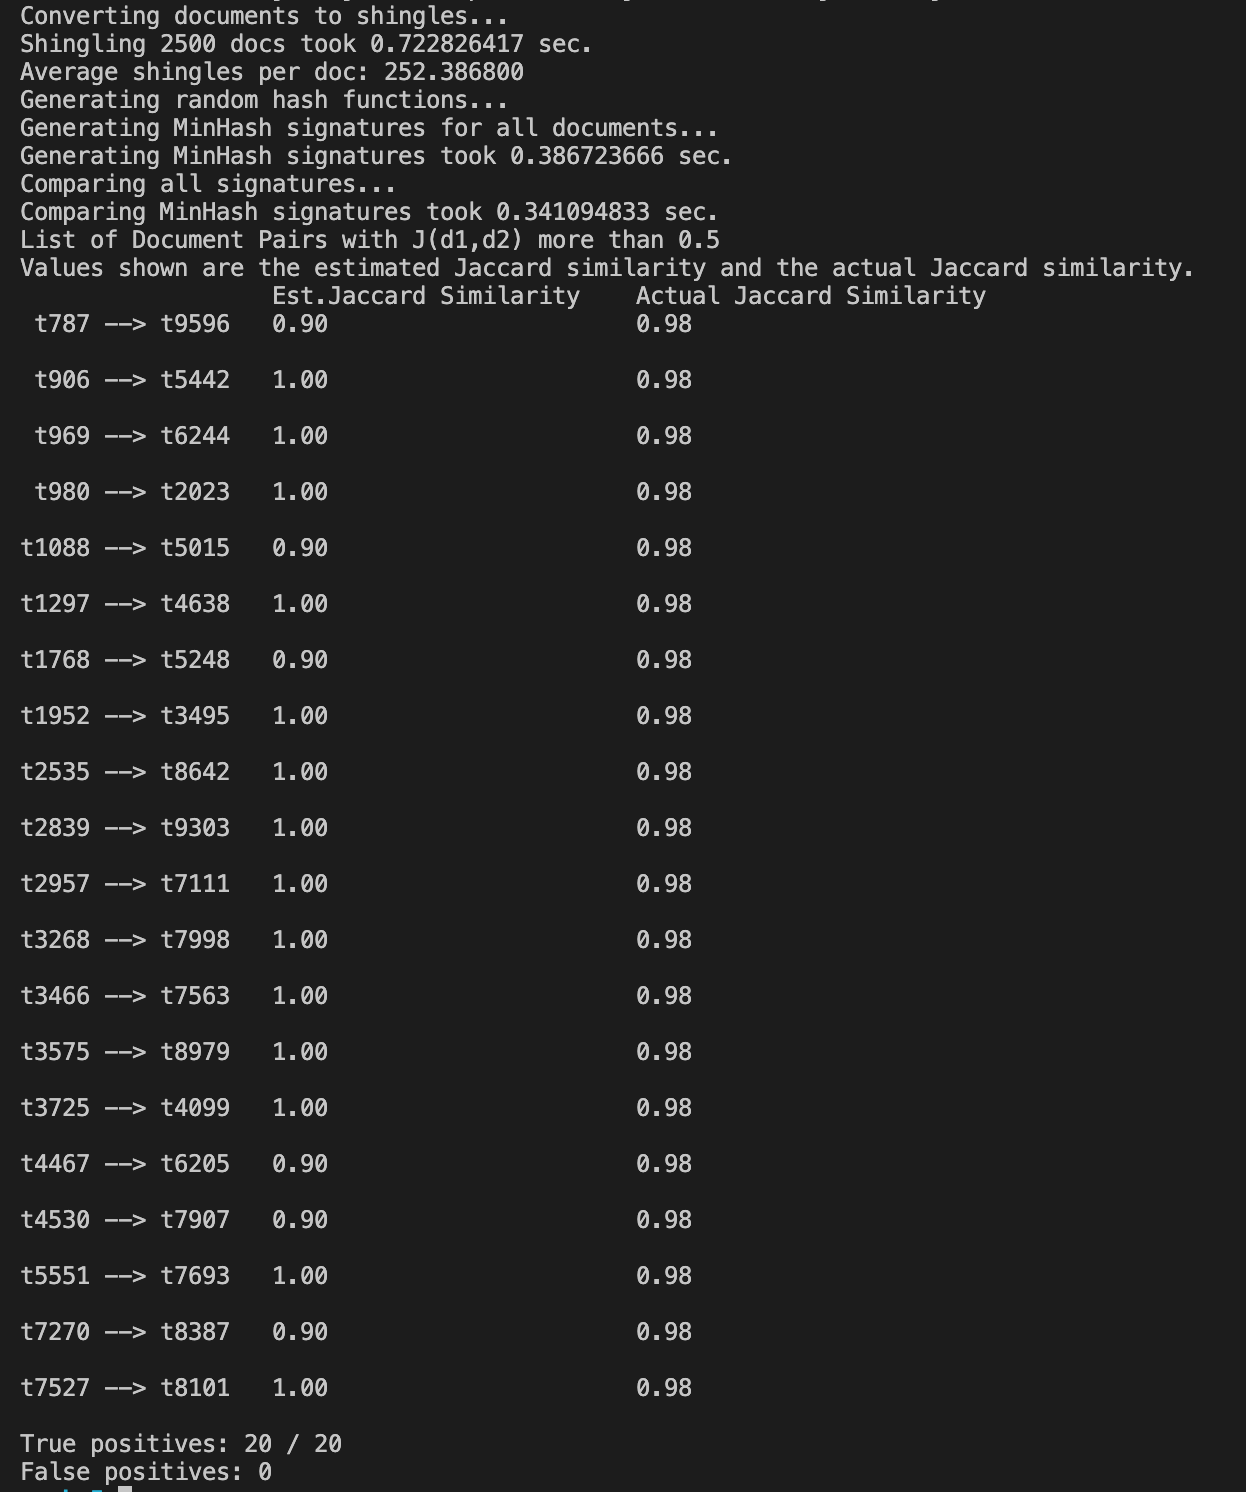 Converting documents to shingles...
Shingling 2500 docs took 0.722826417 sec.
Average shingles per doc: 252.386800
Generating random hash functions...
Generating MinHash signatures for all documents...
Generating MinHash signatures took 0.386723666 sec.
Comparing all signatures...
Comparing MinHash signatures took 0.341094833 sec.
List of Document Pairs with J(d1,d2) more than 0.5
Values shown are the estimated Jaccard similarity and the actual Jaccard similarity.
Est.Jaccard Similarity Actual Jaccard Similarity
t787 --> t9596 0.90 0.98
t906 --> t5442 1.00 0.98
t969 --> t6244 1.00 0.98
t980 --> t2023 1.00 0.98
t1088 --> t5015 0.90 0.98
t1297 --> t4638 1.00 0.98
t1768 --> t5248 0.90 0.98
t1952 --> t3495 1.00 0.98
t2535 --> t8642 1.00 0.98
t2839 --> t9303 1.00 0.98
t2957 --> t7111 1.00 0.98
t3268 --> t7998 1.00 0.98
t3466 --> t7563 1.00 0.98
t3575 --> t8979 1.00 0.98
t3725 --> t4099 1.00 0.98
t4467 --> t6205 0.90 0.98
t4530 --> t7907 0.90 0.98
t5551 --> t7693 1.00 0.98
t7270 --> t8387 0.90 0.98
t7527 --> t8101 1.00 0.98
True positives: 20 / 20
False positives: 0